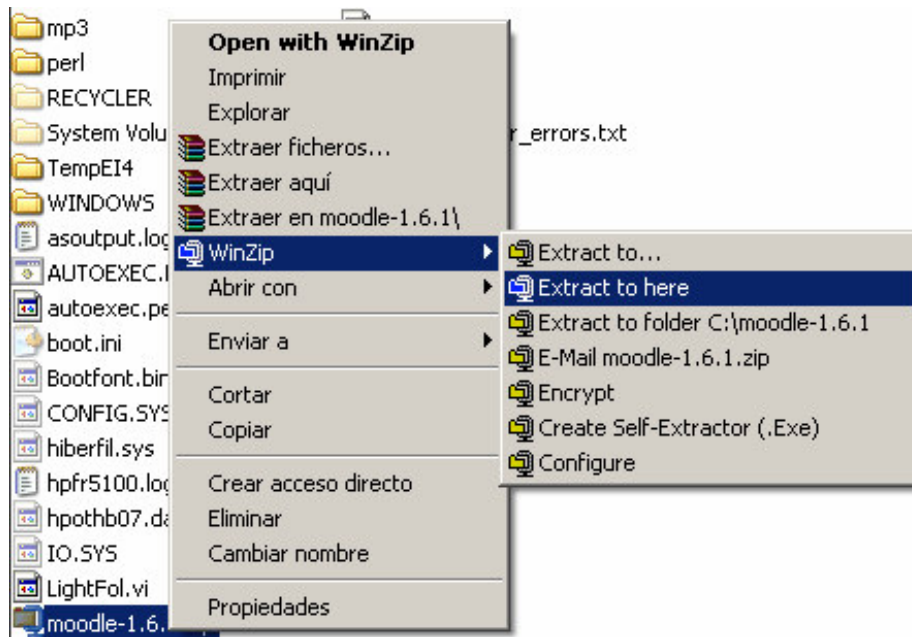 mp3
perl
RECYCLER
System Volu
TempEI4
WINDOWS
asoutput.log
AUTOEXEC.
autoexec.pe
boot.ini
Bootfont.bin
CONFIG.SYS
hiberfil.sys
hpfr5100.log
hpothb07.da
IO.SYS
LightFol.vi
moodle-1.6.
r_errors.txt
Open with WinZip
Imprimir
Explorar
Extraer ficheros...
Extraer aquí
Extraer en moodle-1.6.1\
WinZip
Abrir con
Enviar a
Cortar
Copiar
Crear acceso directo
Eliminar
Cambiar nombre
Propiedades
Extract to...
Extract to here
Extract to folder C:\moodle-1.6.1
E-Mail moodle-1.6.1.zip
Encrypt
Create Self-Extractor (.Exe)
Configure